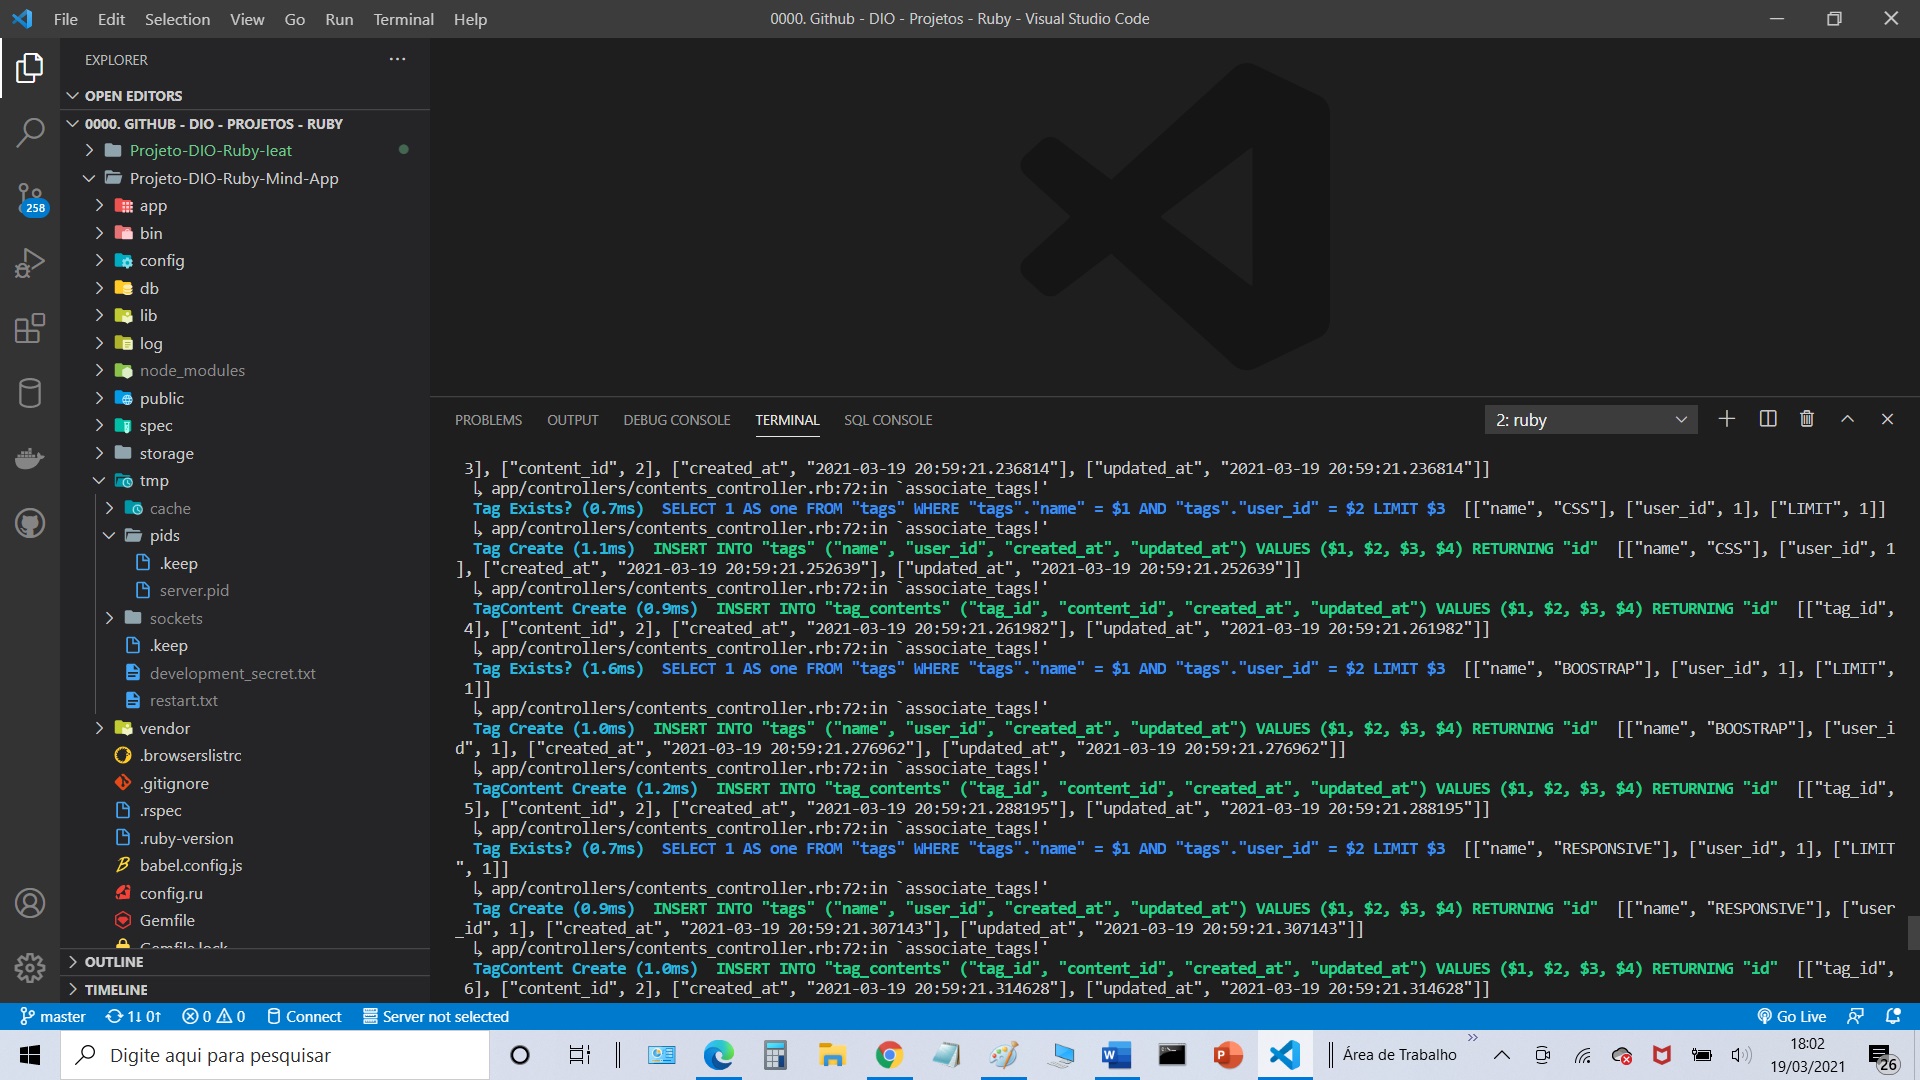 File Edit Selection View Go Run Terminal Help
0000. Github - DIO - Projetos - Ruby - Visual Studio Code
EXPLORER
OPEN EDITORS
0000. GITHUB - DIO - PROJETOS - RUBY
Projeto-DIO-Ruby-Ieat
Projeto-DIO-Ruby-Mind-App
app
bin
config
db
lib
log
node_modules
public
spec
storage
tmp
cache
pids
.keep
server.pid
sockets
.keep
development_secret.txt
restart.txt
vendor
.browserslistrc
.gitignore
.rspec
.ruby-version
babel.config.js
config.ru
Gemfile
Gemfile.lock
OUTLINE
TIMELINE
258
PROBLEMS OUTPUT DEBUG CONSOLE TERMINAL SQL CONSOLE
2: ruby
3], ["content_id", 2], ["created_at", "2021-03-19 20:59:21.236814"], ["updated_at", "2021-03-19 20:59:21.236814"]]
↳ app/controllers/contents_controller.rb:72:in `associate_tags!'
Tag Exists? (0.7ms)  SELECT 1 AS one FROM "tags" WHERE "tags"."name" = $1 AND "tags"."user_id" = $2 LIMIT $3  [["name", "CSS"], ["user_id", 1], ["LIMIT", 1]]
↳ app/controllers/contents_controller.rb:72:in `associate_tags!'
Tag Create (1.1ms)  INSERT INTO "tags" ("name", "user_id", "created_at", "updated_at") VALUES ($1, $2, $3, $4) RETURNING "id"  [["name", "CSS"], ["user_id", 1
], ["created_at", "2021-03-19 20:59:21.252639"], ["updated_at", "2021-03-19 20:59:21.252639"]]
↳ app/controllers/contents_controller.rb:72:in `associate_tags!'
TagContent Create (0.9ms)  INSERT INTO "tag_contents" ("tag_id", "content_id", "created_at", "updated_at") VALUES ($1, $2, $3, $4) RETURNING "id"  [["tag_id",
4], ["content_id", 2], ["created_at", "2021-03-19 20:59:21.261982"], ["updated_at", "2021-03-19 20:59:21.261982"]]
↳ app/controllers/contents_controller.rb:72:in `associate_tags!'
Tag Exists? (1.6ms)  SELECT 1 AS one FROM "tags" WHERE "tags"."name" = $1 AND "tags"."user_id" = $2 LIMIT $3  [["name", "BOOSTRAP"], ["user_id", 1], ["LIMIT",
1]]
↳ app/controllers/contents_controller.rb:72:in `associate_tags!'
Tag Create (1.0ms)  INSERT INTO "tags" ("name", "user_id", "created_at", "updated_at") VALUES ($1, $2, $3, $4) RETURNING "id"  [["name", "BOOSTRAP"], ["user_i
d", 1], ["created_at", "2021-03-19 20:59:21.276962"], ["updated_at", "2021-03-19 20:59:21.276962"]]
↳ app/controllers/contents_controller.rb:72:in `associate_tags!'
TagContent Create (1.2ms)  INSERT INTO "tag_contents" ("tag_id", "content_id", "created_at", "updated_at") VALUES ($1, $2, $3, $4) RETURNING "id"  [["tag_id",
5], ["content_id", 2], ["created_at", "2021-03-19 20:59:21.288195"], ["updated_at", "2021-03-19 20:59:21.288195"]]
↳ app/controllers/contents_controller.rb:72:in `associate_tags!'
Tag Exists? (0.7ms)  SELECT 1 AS one FROM "tags" WHERE "tags"."name" = $1 AND "tags"."user_id" = $2 LIMIT $3  [["name", "RESPONSIVE"], ["user_id", 1], ["LIMIT
", 1]]
↳ app/controllers/contents_controller.rb:72:in `associate_tags!'
Tag Create (0.9ms)  INSERT INTO "tags" ("name", "user_id", "created_at", "updated_at") VALUES ($1, $2, $3, $4) RETURNING "id"  [["name", "RESPONSIVE"], ["user
_id", 1], ["created_at", "2021-03-19 20:59:21.307143"], ["updated_at", "2021-03-19 20:59:21.307143"]]
↳ app/controllers/contents_controller.rb:72:in `associate_tags!'
TagContent Create (1.0ms)  INSERT INTO "tag_contents" ("tag_id", "content_id", "created_at", "updated_at") VALUES ($1, $2, $3, $4) RETURNING "id"  [["tag_id",
6], ["content_id", 2], ["created_at", "2021-03-19 20:59:21.314628"], ["updated_at", "2021-03-19 20:59:21.314628"]]
master 1↓ 0↑ 0 0 Connect Server not selected Go Live
Digite aqui para pesquisar
Área de Trabalho
18:02
19/03/2021
26